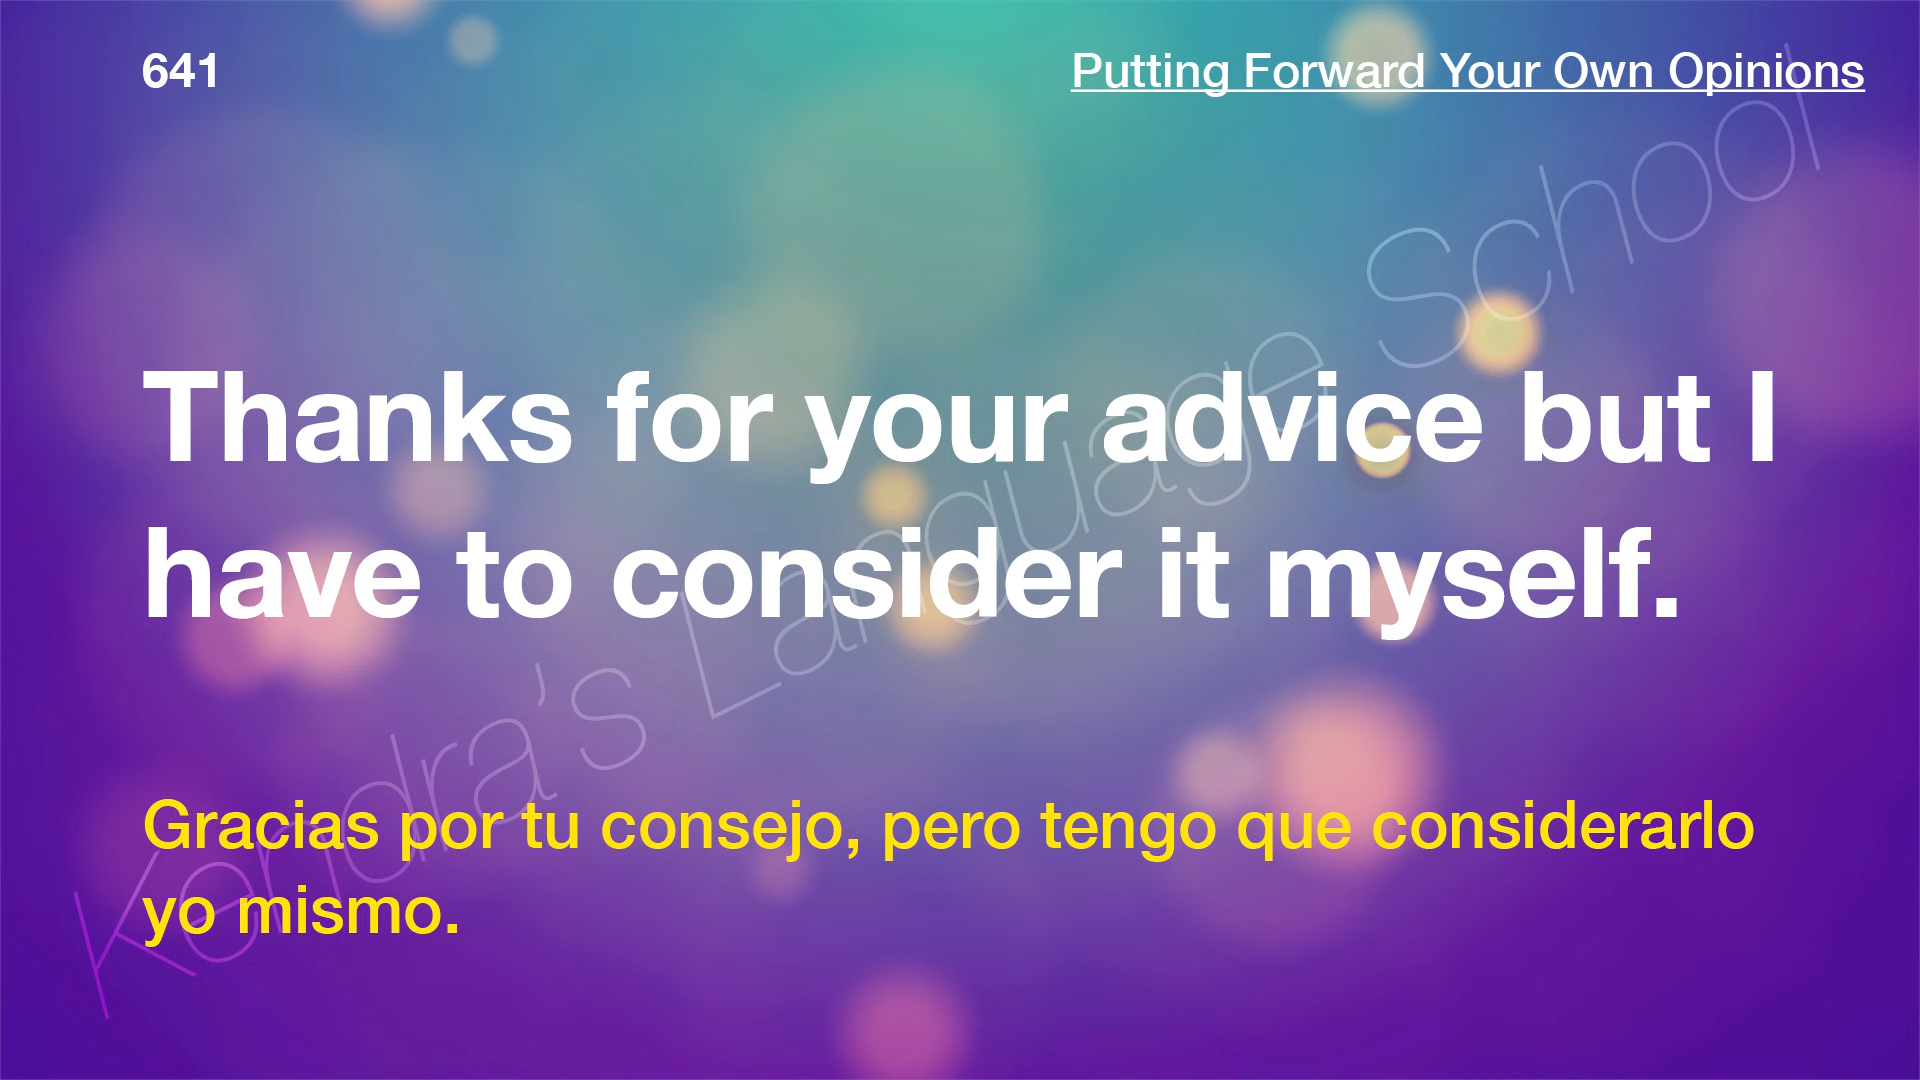 641
Putting Forward Your Own Opinions
Thanks for your advice but I
have to consider it myself.
Gracias por tu consejo, pero tengo que considerarlo
yo mismo.
Kendra's Language School